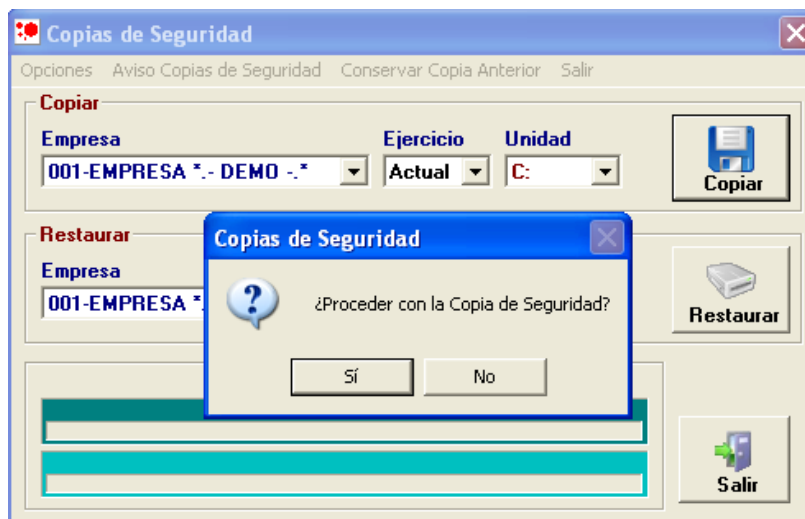 Copias de Seguridad
Opciones Aviso Copias de Seguridad Conservar Copia Anterior Salir
Copiar
Empresa Ejercicio Unidad
001-EMPRESA *.- DEMO -.* Actual C:
Copiar
Restaurar
Empresa
001-EMPRESA *.
Restaurar
Copias de Seguridad
¿Proceder con la Copia de Seguridad?
Sí No
Salir